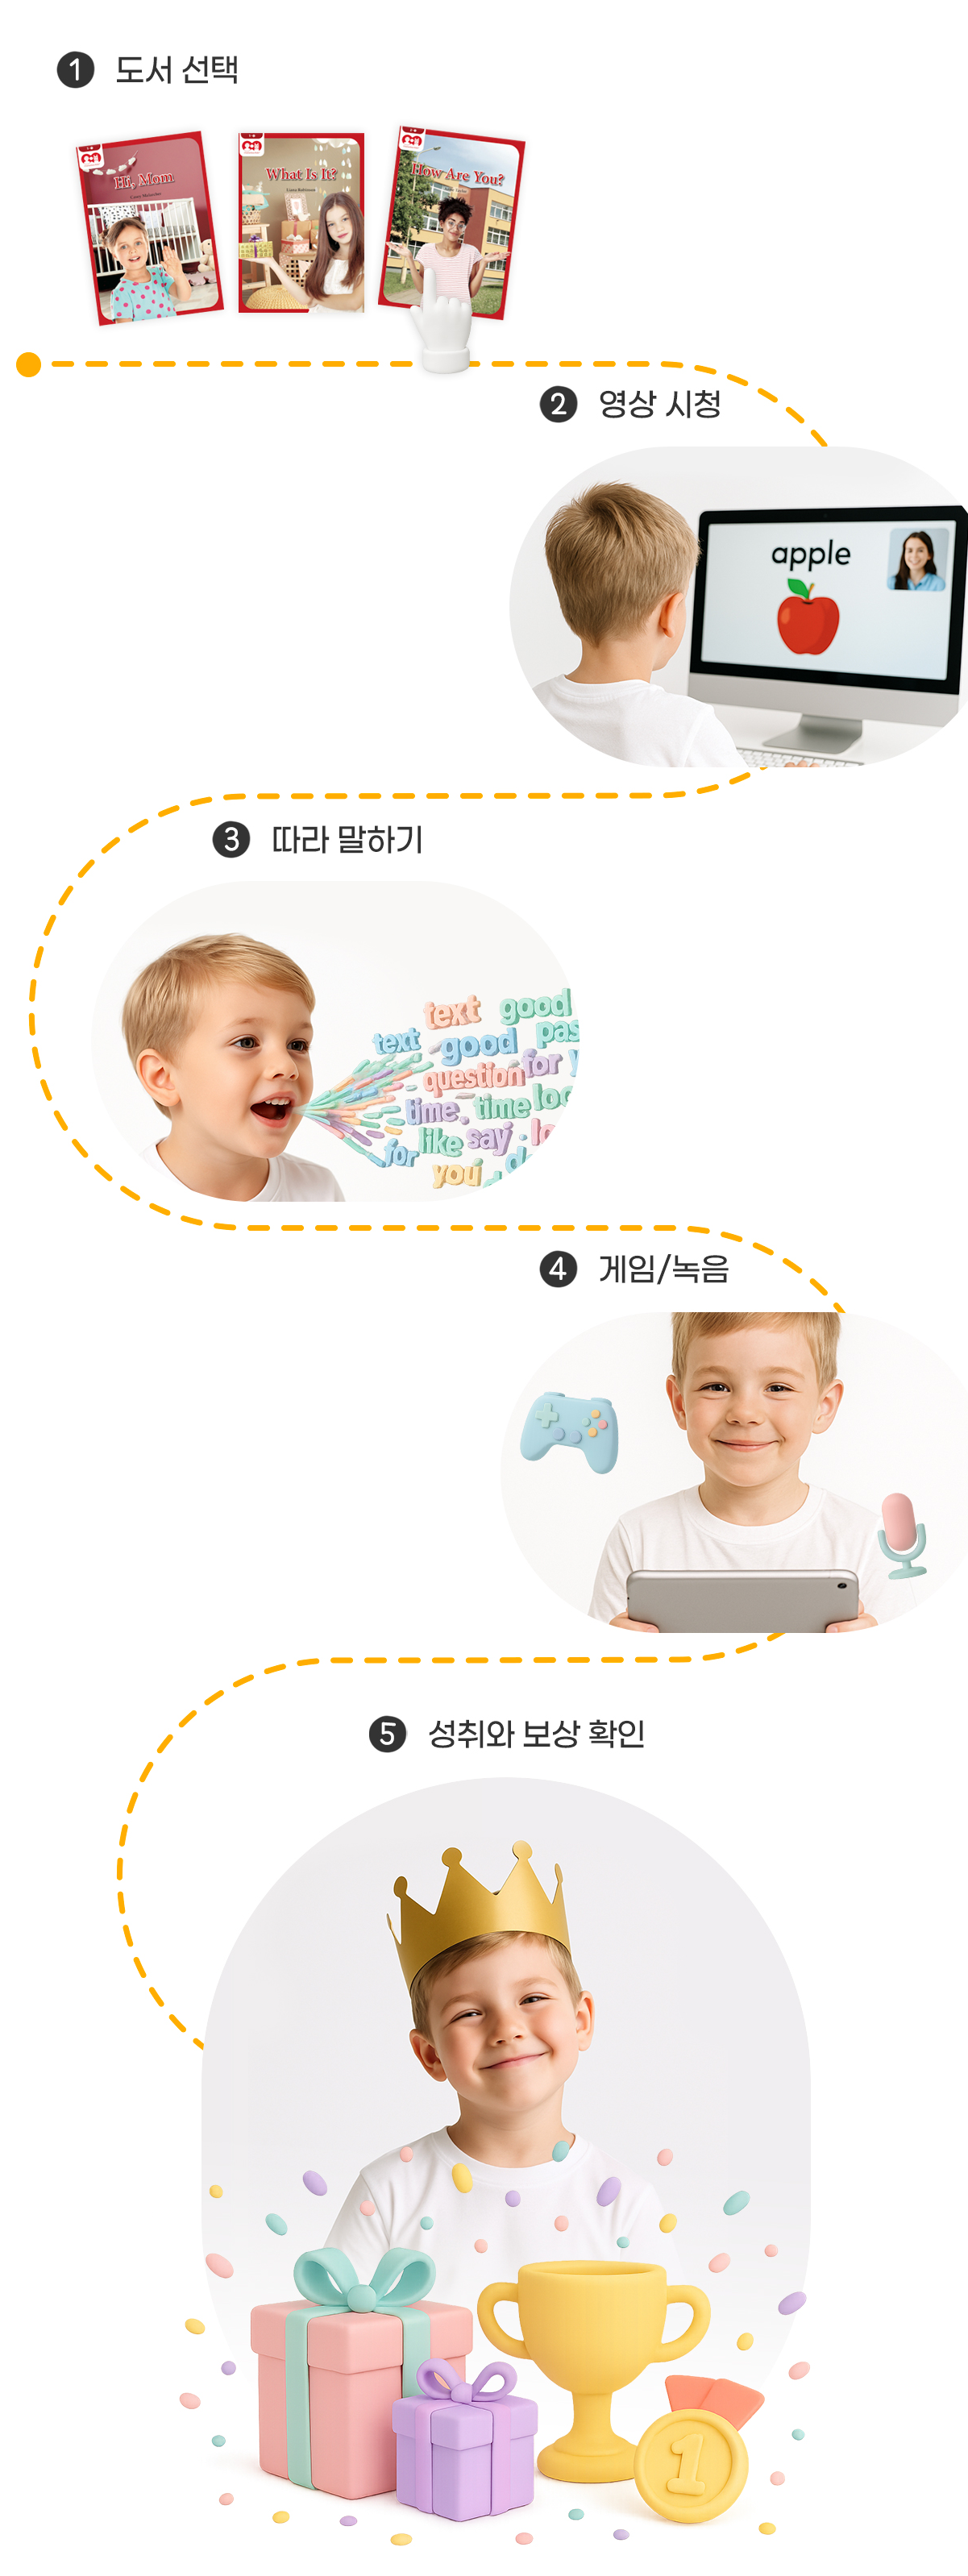 1 도서 선택
Hi, Mom
What Is It?
How Are You?
2 영상 시청
apple
3 따라 말하기
text good
text good pas
question for
time time loo
for like say lo
you
4 게임/녹음
5 성취와 보상 확인
1